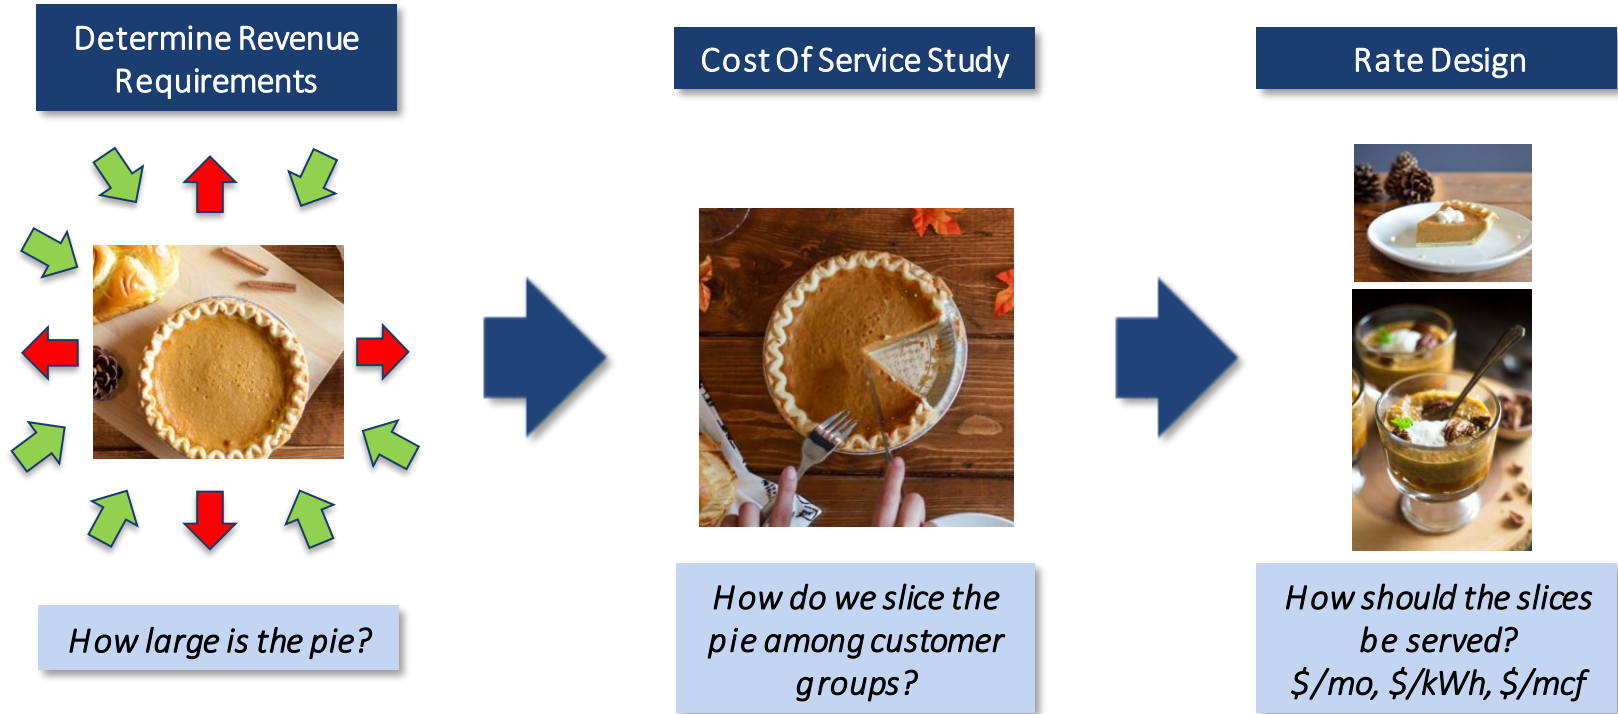 Determine Revenue
Requirements
Cost Of Service Study
Rate Design
How large is the pie?
How do we slice the
pie among customer
groups?
How should the slices
be served?
$/mo, $/kWh, $/mcf